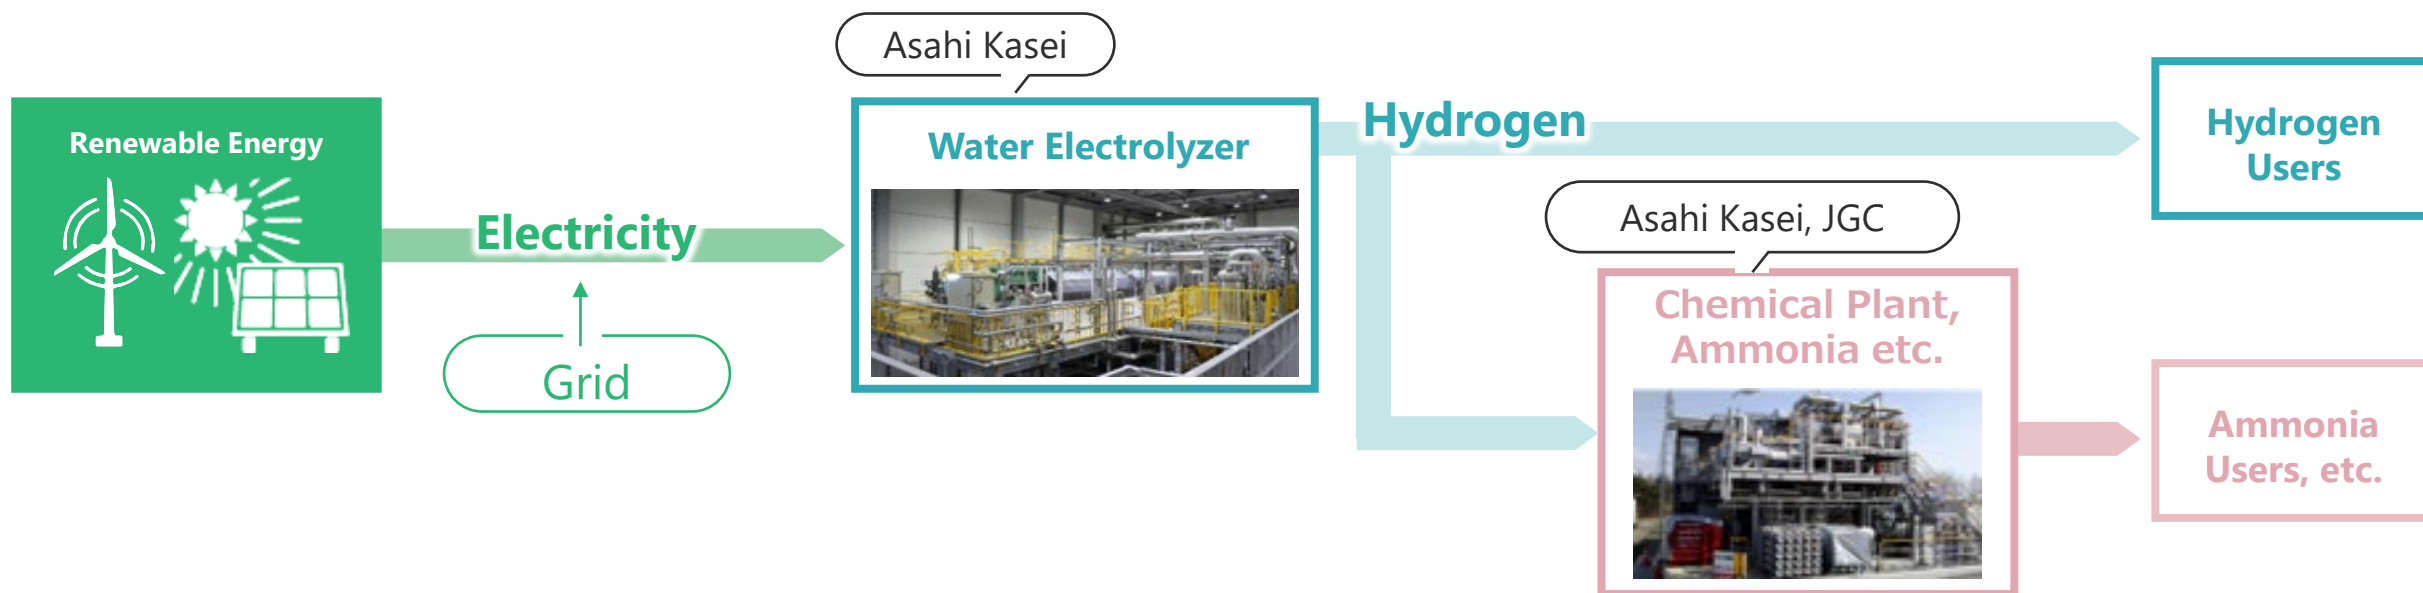 Asahi Kasei
Renewable Energy
Electricity
Grid
Water Electrolyzer
Hydrogen
Hydrogen
Users
Asahi Kasei, JGC
Chemical Plant,
Ammonia etc.
Ammonia
Users, etc.